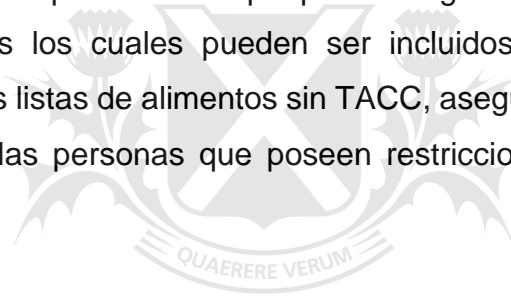 s los cuales pueden ser incluidos
s listas de alimentos sin TACC, asegu
las personas que poseen restriccio
QUAERERE VERUM